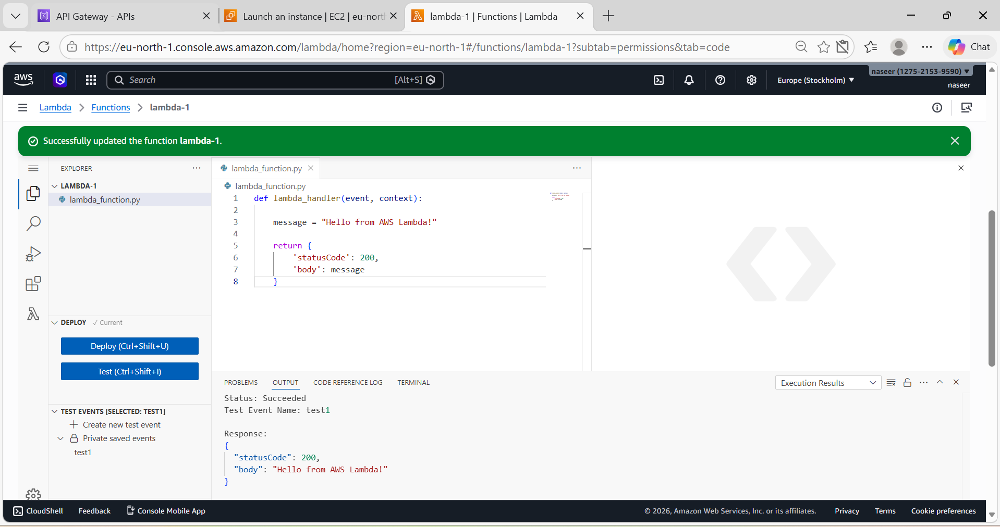 API Gateway - APIs
Launch an instance | EC2 | eu-nort
lambda-1 | Functions | Lambda
https://eu-north-1.console.aws.amazon.com/lambda/home?region=eu-north-1#/functions/lambda-1?subtab=permissions&tab=code
Chat
aws
Search
[Alt+S]
Europe (Stockholm)
naseer (1275-2153-9590)
naseer
Lambda
Functions
lambda-1
Successfully updated the function lambda-1.
EXPLORER
LAMBDA-1
lambda_function.py
lambda_function.py
lambda_function.py
1 def lambda_handler(event, context):
2
3 message = "Hello from AWS Lambda!"
4
5 return {
6 'statusCode': 200,
7 'body': message
8 }
DEPLOY Current
Deploy (Ctrl+Shift+U)
Test (Ctrl+Shift+I)
TEST EVENTS [SELECTED: TEST1]
Create new test event
Private saved events
test1
PROBLEMS
OUTPUT
CODE REFERENCE LOG
TERMINAL
Execution Results
Status: Succeeded
Test Event Name: test1
Response:
{
"statusCode": 200,
"body": "Hello from AWS Lambda!"
}
CloudShell
Feedback
Console Mobile App
© 2026, Amazon Web Services, Inc. or its affiliates.
Privacy
Terms
Cookie preferences